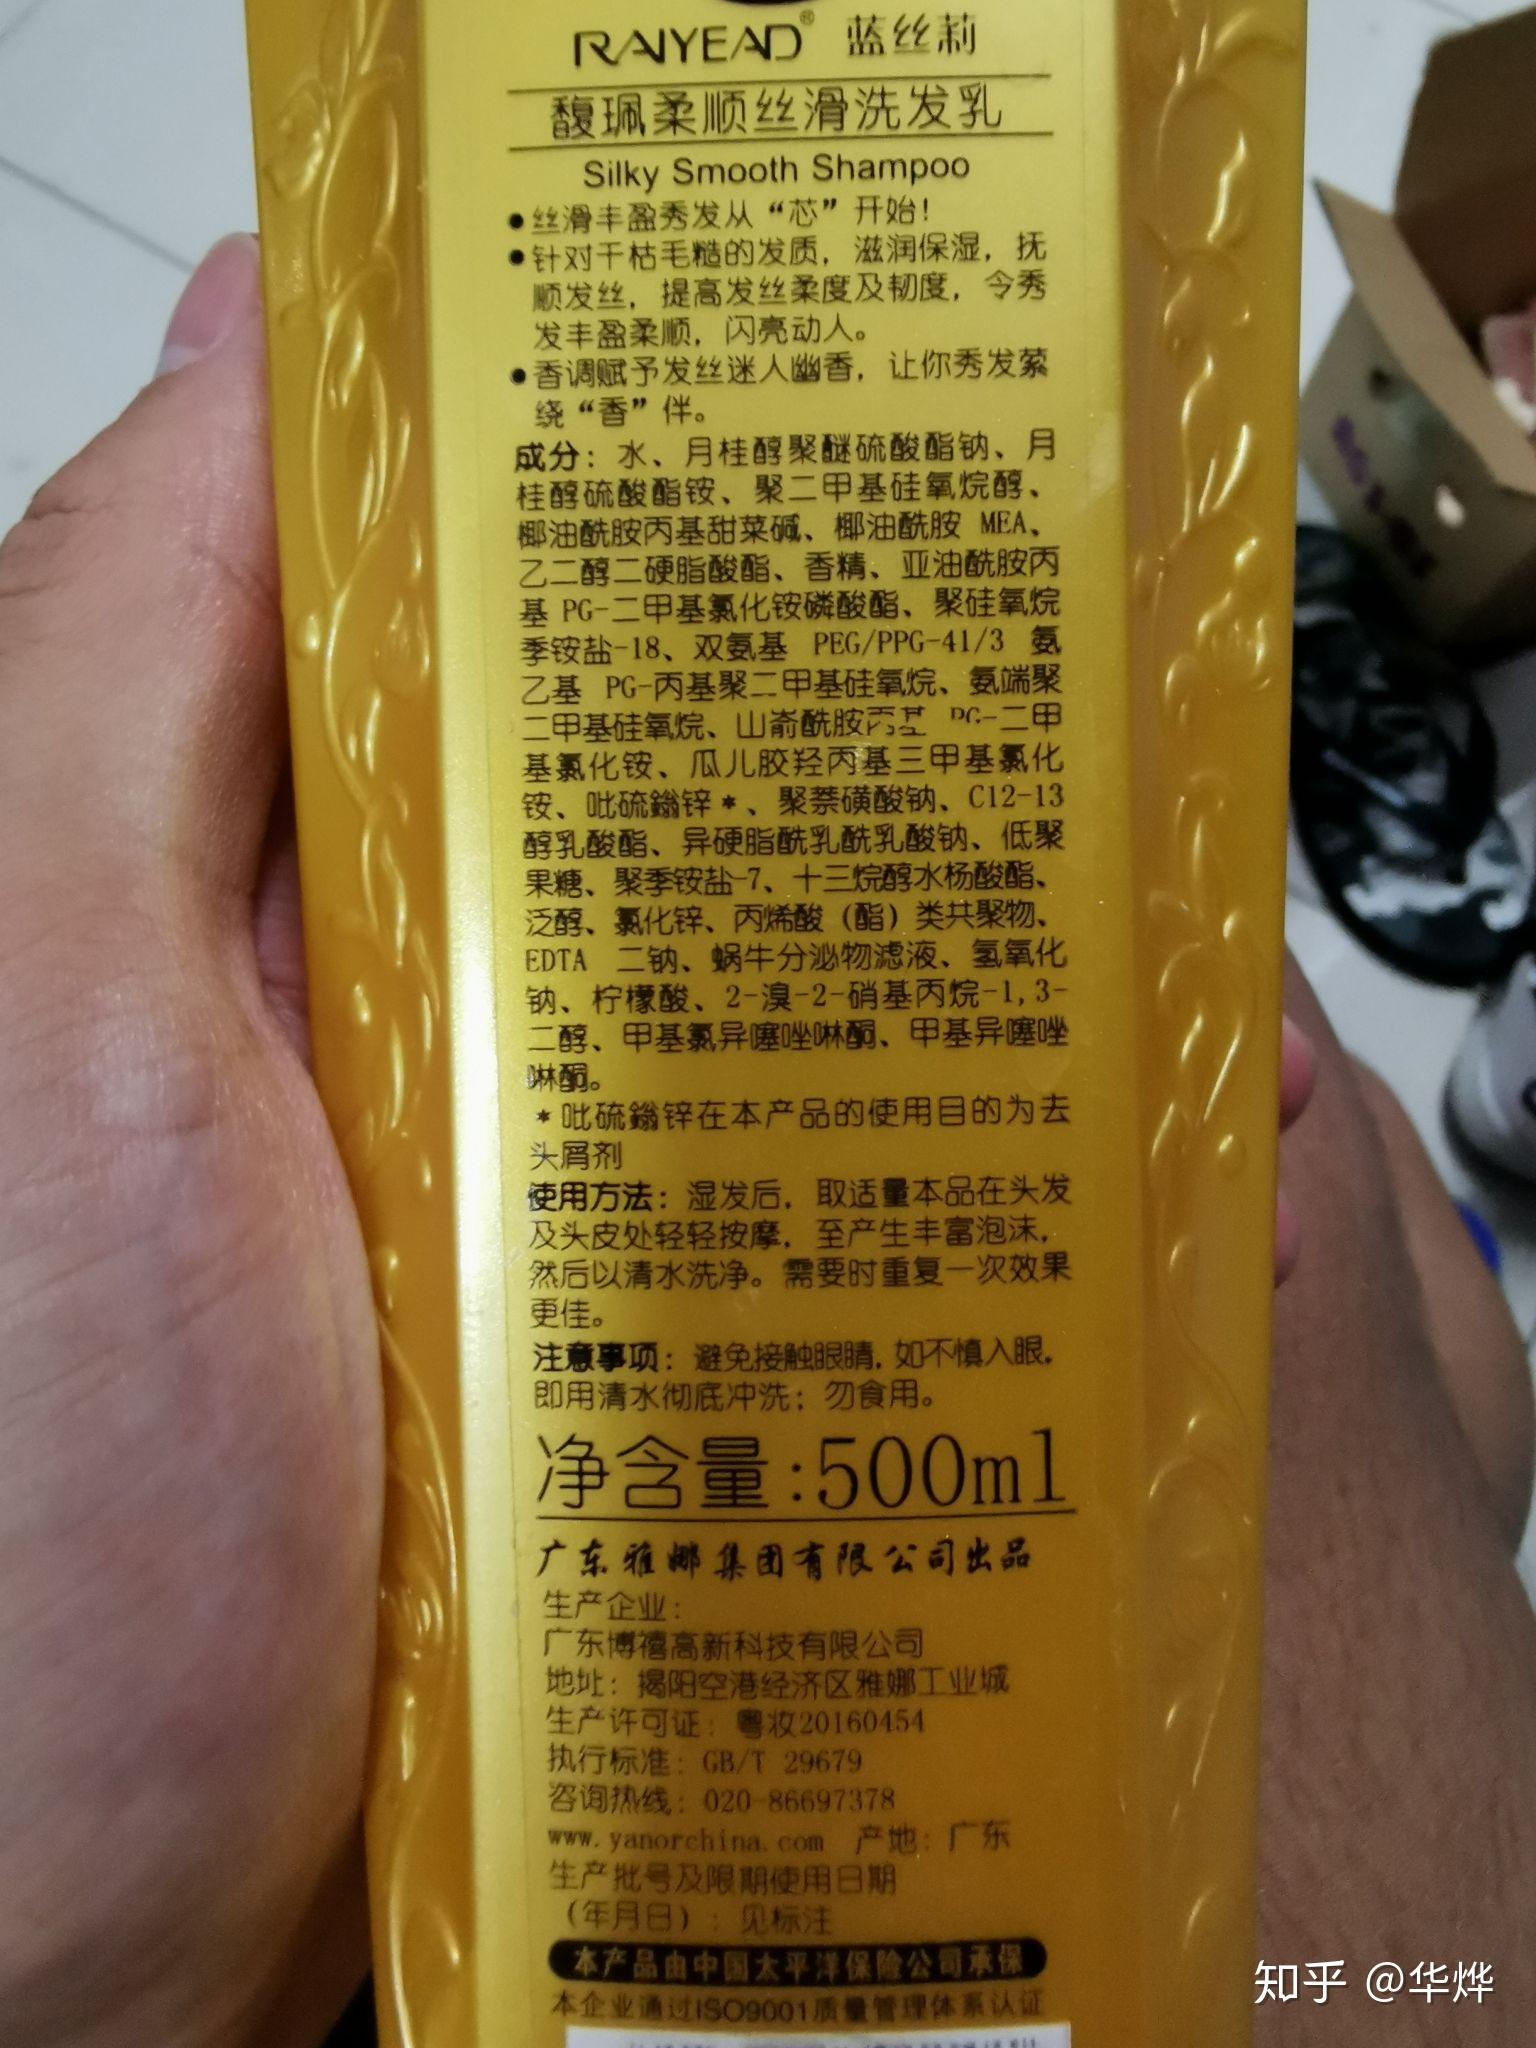 RAIYEAD® 蓝丝莉
馥珮柔顺丝滑洗发乳
Silky Smooth Shampoo
●丝滑丰盈秀发从“芯”开始！
●针对干枯毛糙的发质，滋润保湿，抚
顺发丝，提高发丝柔度及韧度，令秀
发丰盈柔顺，闪亮动人。
●香调赋予发丝迷人幽香，让你秀发萦
绕“香”伴。
成分：水、月桂醇聚醚硫酸酯钠、月
桂醇硫酸酯铵、聚二甲基硅氧烷醇、
椰油酰胺丙基甜菜碱、椰油酰胺 MEA、
乙二醇二硬脂酸酯、香精、亚油酰胺丙
基 PG-二甲基氯化铵磷酸酯、聚硅氧烷
季铵盐-18、双氨基 PEG/PPG-41/3 氨
乙基 PG-丙基聚二甲基硅氧烷、氨端聚
二甲基硅氧烷、山嵛酰胺丙基 PG-二甲
基氯化铵、瓜儿胶羟丙基三甲基氯化
铵、吡硫鎓锌*、聚萘磺酸钠、C12-13
醇乳酸酯、异硬脂酰乳酰乳酸钠、低聚
果糖、聚季铵盐-7、十三烷醇水杨酸酯、
泛醇、氯化锌、丙烯酸（酯）类共聚物、
EDTA 二钠、蜗牛分泌物滤液、氢氧化
钠、柠檬酸、2-溴-2-硝基丙烷-1,3-
二醇、甲基氯异噻唑啉酮、甲基异噻唑
啉酮。
*吡硫鎓锌在本产品的使用目的为去
头屑剂
使用方法：湿发后，取适量本品在头发
及头皮处轻轻按摩，至产生丰富泡沫，
然后以清水洗净。需要时重复一次效果
更佳。
注意事项：避免接触眼睛，如不慎入眼，
即用清水彻底冲洗；勿食用。
净含量:500ml
广东雅娜集团有限公司出品
生产企业：
广东博禧高新科技有限公司
地址：揭阳空港经济区雅娜工业城
生产许可证：粤妆20160454
执行标准：GB/T 29679
咨询热线：020-86697378
www.yanorchina.com 产地：广东
生产批号及限期使用日期
（年月日）：见标注
本产品由中国太平洋保险公司承保
本企业通过ISO9001质量管理体系认证
知乎 @华烨